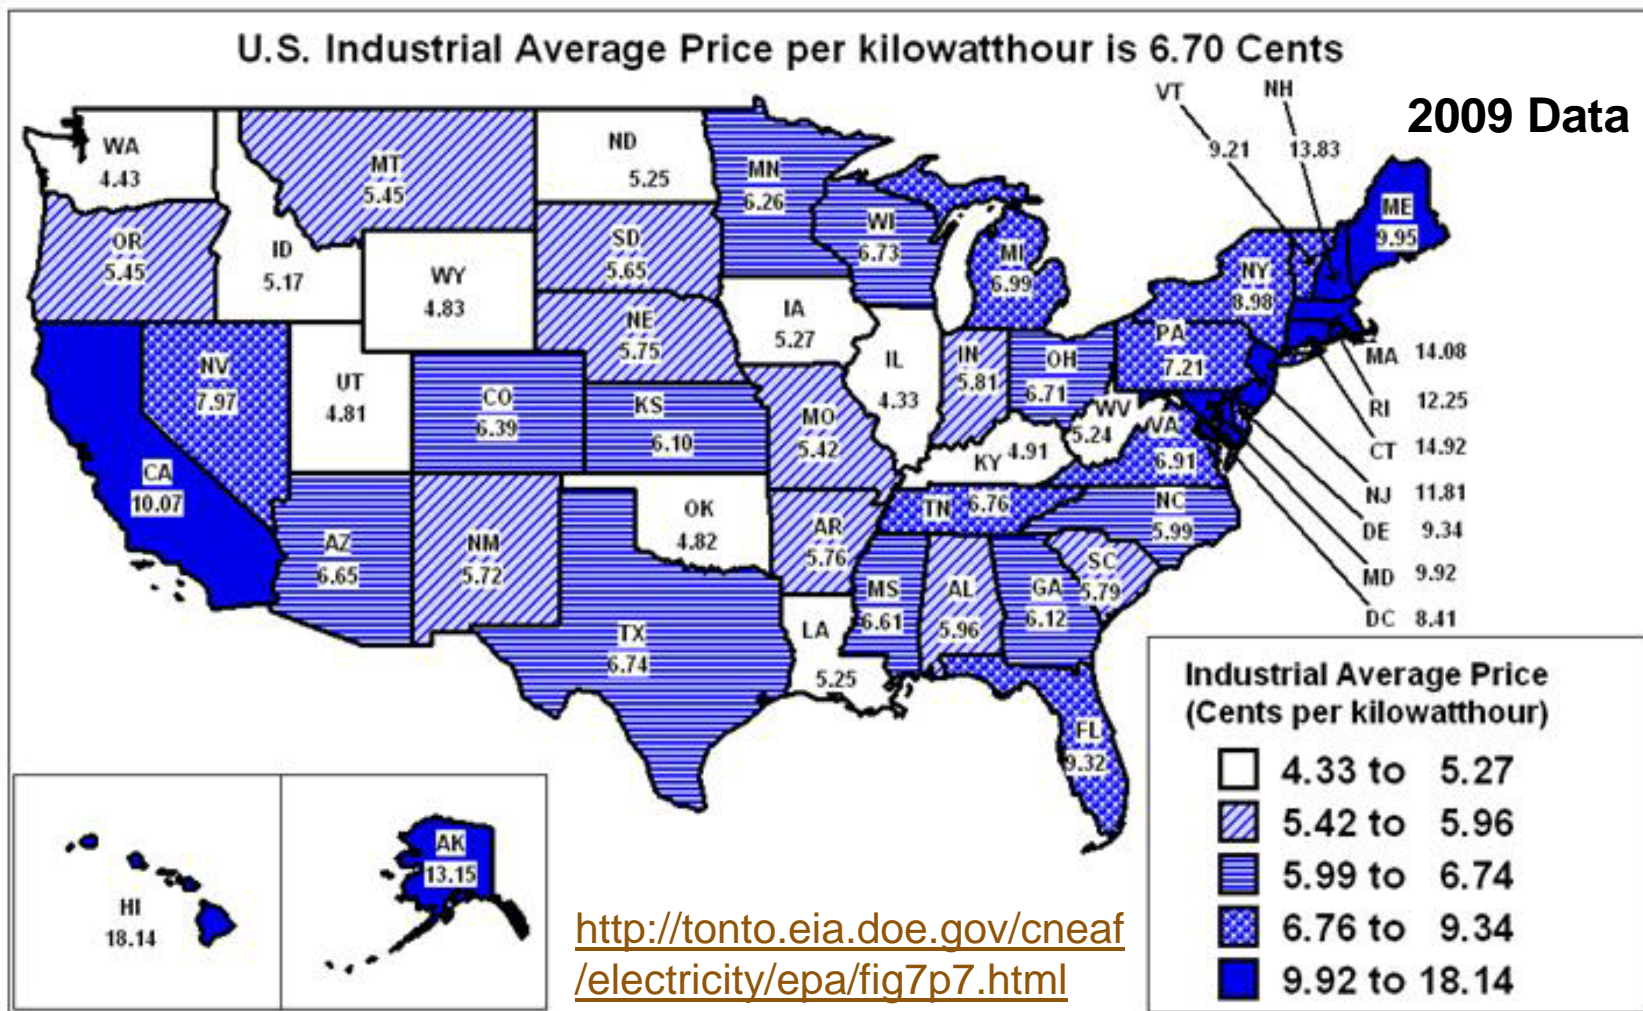 U.S. Industrial Average Price per kilowatthour is 6.70 Cents
2009 Data
VT
9.21
NH
13.83
WA
4.43
MT
5.45
ND
5.25
MN
6.26
WI
6.73
MI
6.99
NY
8.98
ME
9.95
OR
5.45
ID
5.17
WY
4.83
SD
5.65
IA
5.27
NE
5.75
IL
4.33
IN
5.81
OH
6.71
PA
7.21
NV
7.97
UT
4.81
CO
6.39
KS
6.10
MO
5.42
KY 4.91
WV
5.24
VA
6.91
MA 14.08
RI 12.25
CT 14.92
NJ 11.81
DE 9.34
MD 9.92
DC 8.41
CA
10.07
AZ
6.65
NM
5.72
OK
4.82
AR
5.76
TN 6.76
NC
5.99
SC
5.79
TX
6.74
LA
5.25
MS
6.61
AL
5.96
GA
6.12
FL
9.32
HI
18.14
AK
13.15
http://tonto.eia.doe.gov/cneaf
/electricity/epa/fig7p7.html
Industrial Average Price
(Cents per kilowatthour)
4.33 to 5.27
5.42 to 5.96
5.99 to 6.74
6.76 to 9.34
9.92 to 18.14